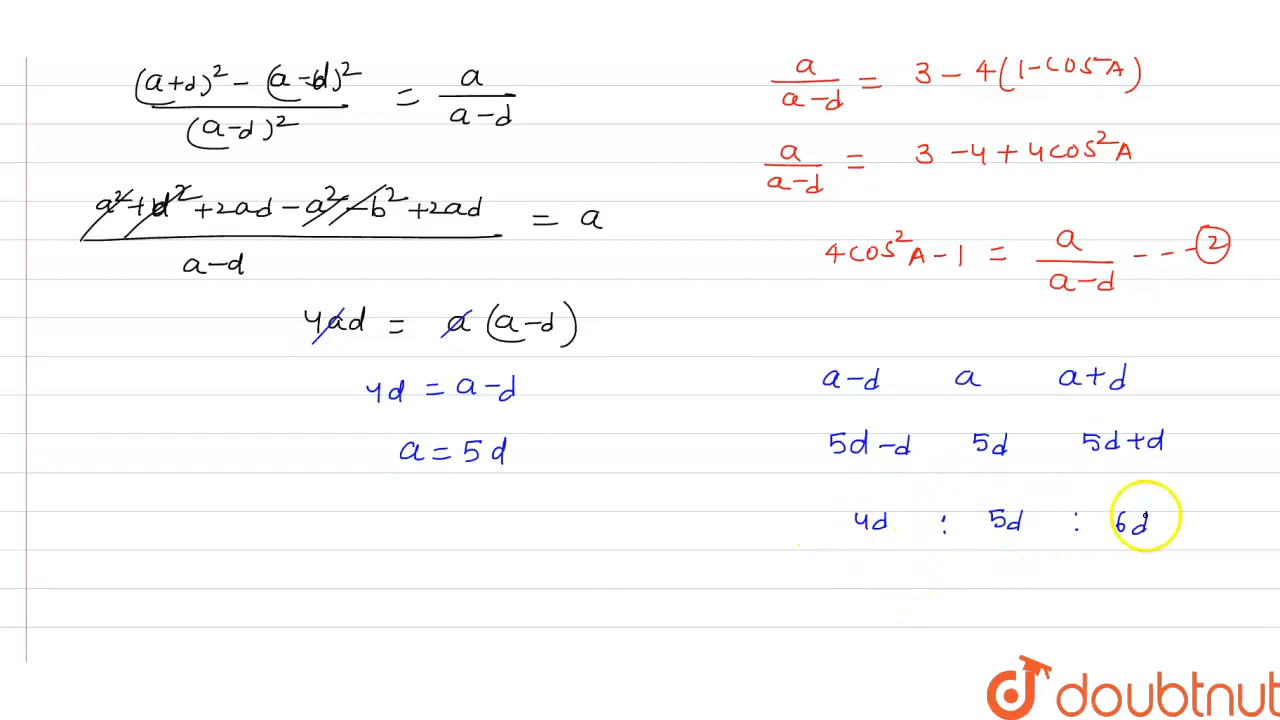 (a+d)² - (a-d)² / (a-d)² = a / a-d
a²+d²+2ad-a²-b²+2ad / a-d = a
4ad = a(a-d)
4d = a-d
a = 5d
a / a-d = 3 - 4(1-cos²A)
a / a-d = 3 - 4 + 4cos²A
4cos²A - 1 = a / a-d - - - ②
a-d a a+d
5d-d 5d 5d+d
4d : 5d : 6d
doubtnut